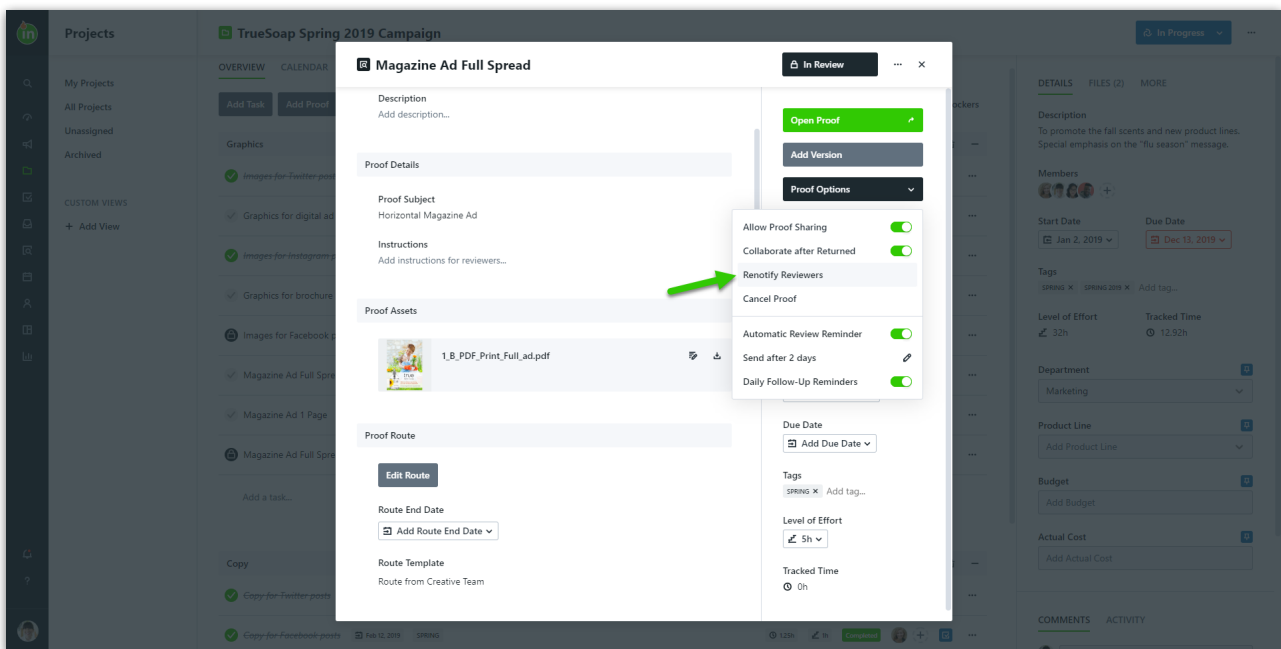 in
Projects
TrueSoap Spring 2019 Campaign
In Progress
OVERVIEW CALENDAR
My Projects
All Projects
Unassigned
Archived
CUSTOM VIEWS
+ Add View
Add Task
Add Proof
Graphics
Images for Twitter post
Graphics for digital ad
Images for Instagram p
Graphics for brochure
Images for Facebook p
Magazine Ad Full Spre
Magazine Ad 1 Page
Magazine Ad Full Spre
Add a task...
Copy
Copy for Twitter posts
Copy for Facebook posts Feb 12, 2019 SPRING 1.25h 1h Completed
Magazine Ad Full Spread
In Review
Description
Add description...
Proof Details
Proof Subject
Horizontal Magazine Ad
Instructions
Add instructions for reviewers...
Proof Assets
true
1_B_PDF_Print_Full_ad.pdf
Proof Route
Edit Route
Route End Date
Add Route End Date
Route Template
Route from Creative Team
Open Proof
Add Version
Proof Options
Allow Proof Sharing
Collaborate after Returned
Renotify Reviewers
Cancel Proof
Automatic Review Reminder
Send after 2 days
Daily Follow-Up Reminders
Due Date
Add Due Date
Tags
SPRING × Add tag...
Level of Effort
5h
Tracked Time
0h
ockers
DETAILS FILES (2) MORE
Description
To promote the fall scents and new product lines.
Special emphasis on the "flu season" message.
Members
Start Date Due Date
Jan 2, 2019 Dec 13, 2019
Tags
SPRING × SPRING 2019 × Add tag...
Level of Effort Tracked Time
32h 12.92h
Department
Marketing
Product Line
Add Product Line
Budget
Add Budget
Actual Cost
Add Actual Cost
COMMENTS ACTIVITY